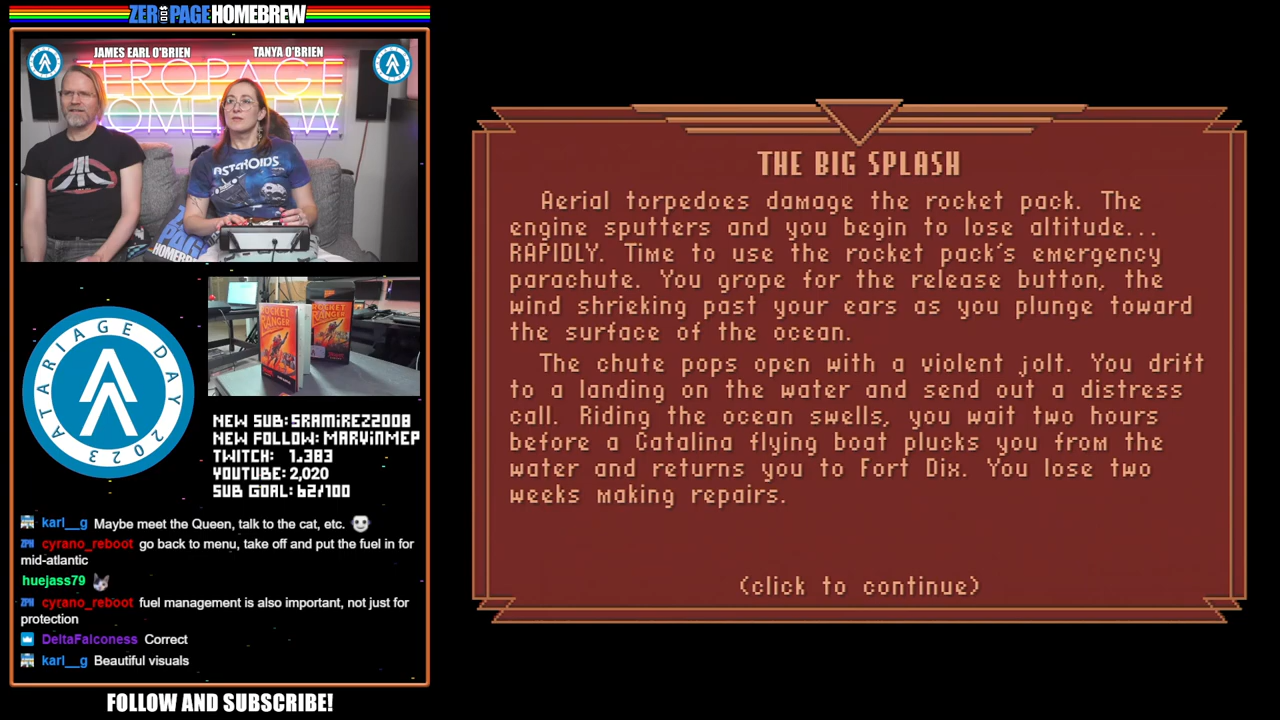 ZEROPAGE HOMEBREW
JAMES EARL O'BRIEN
TANYA O'BRIEN
ZEROPAGE
HOMEBREW
ASTEROIDS
ZERO
PAGE
HOMEBREW
ROCKET
RANGER
ROCKET
RANGER
ATARIAGE DAY 2023
NEW SUB: SRAMIREZ2008
NEW FOLLOW: MARVINMEP
TWITCH: 1,383
YOUTUBE: 2,020
SUB GOAL: 62/100
karl__g Maybe meet the Queen, talk to the cat, etc.
cyrano_reboot go back to menu, take off and put the fuel in for
mid-atlantic
huejass79
cyrano_reboot fuel management is also important, not just for
protection
DeltaFalconess Correct
karl__g Beautiful visuals
FOLLOW AND SUBSCRIBE!
THE BIG SPLASH
Aerial torpedoes damage the rocket pack. The
engine sputters and you begin to lose altitude...
RAPIDLY. Time to use the rocket pack's emergency
parachute. You grope for the release button, the
wind shrieking past your ears as you plunge toward
the surface of the ocean.
The chute pops open with a violent jolt. You drift
to a landing on the water and send out a distress
call. Riding the ocean swells, you wait two hours
before a Catalina flying boat plucks you from the
water and returns you to Fort Dix. You lose two
weeks making repairs.
(click to continue)